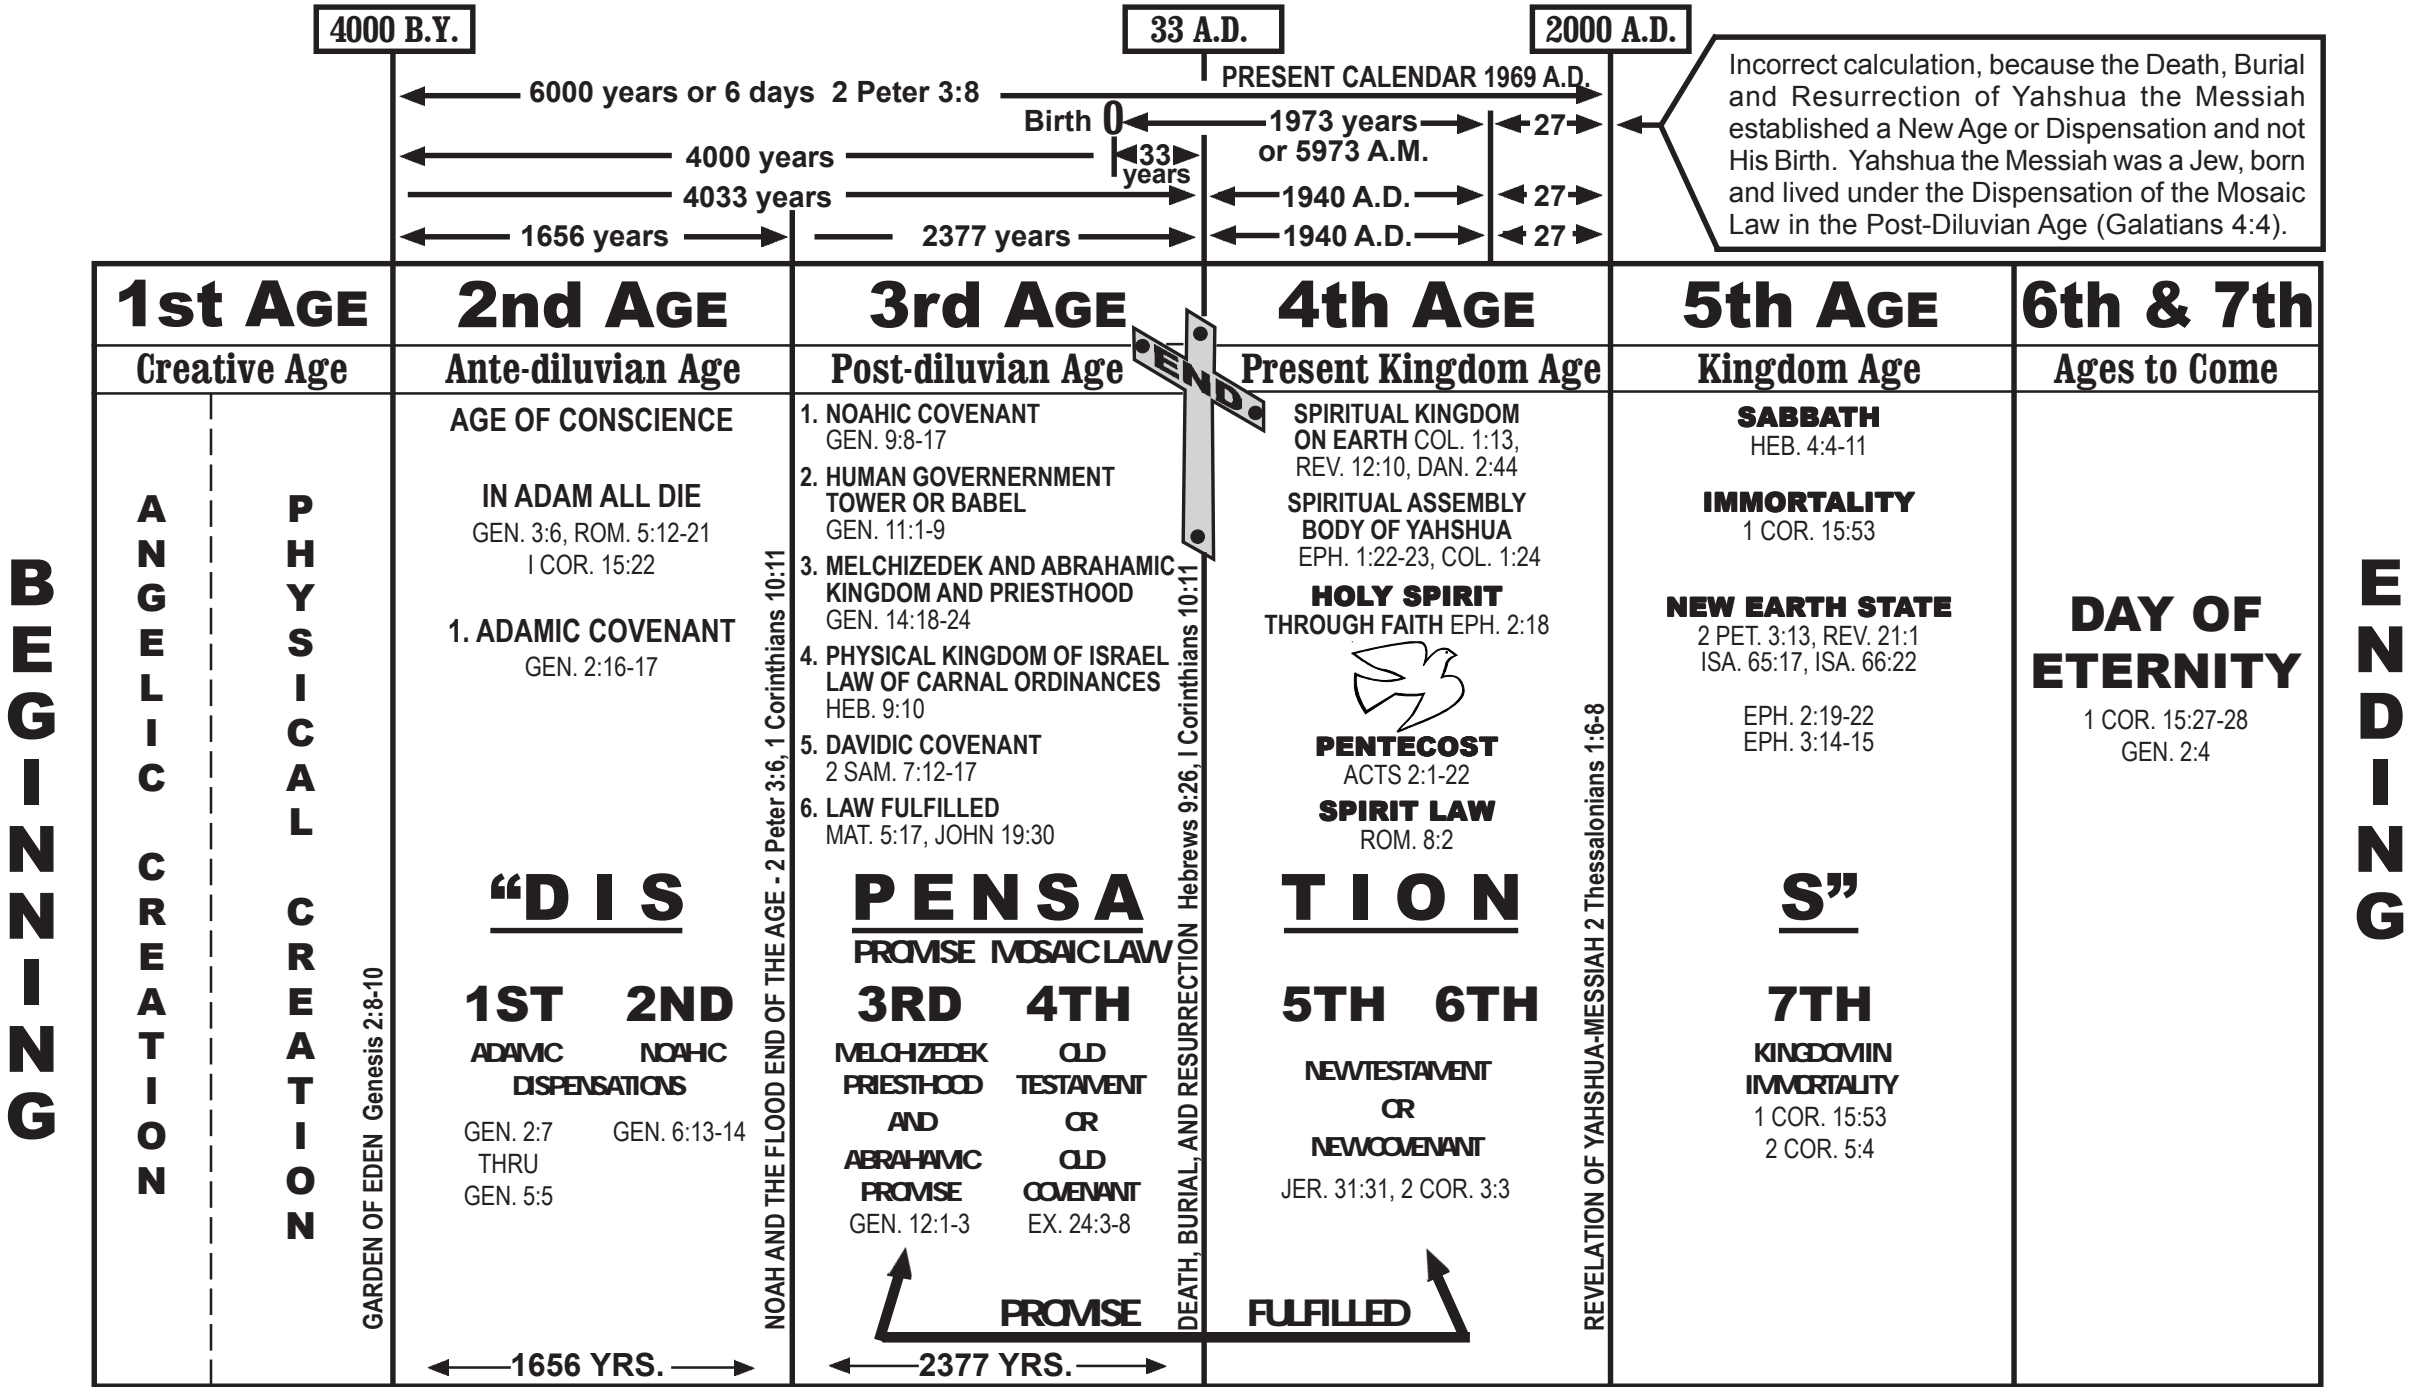 4000 B.Y.
33 A.D.
2000 A.D.
6000 years or 6 days 2 Peter 3:8
PRESENT CALENDAR 1969 A.D.
Birth 0
1973 years
or 5973 A.M.
27
4000 years
33
years
4033 years
1940 A.D.
27
1656 years
2377 years
1940 A.D.
27
Incorrect calculation, because the Death, Burial
and Resurrection of Yahshua the Messiah
established a New Age or Dispensation and not
His Birth. Yahshua the Messiah was a Jew, born
and lived under the Dispensation of the Mosaic
Law in the Post-Diluvian Age (Galatians 4:4).
BEGINNING
1st AGE
Creative Age
ANGELIC CREATION
PHYSICAL CREATION
GARDEN OF EDEN Genesis 2:8-10
2nd AGE
Ante-diluvian Age
AGE OF CONSCIENCE
IN ADAM ALL DIE
GEN. 3:6, ROM. 5:12-21
I COR. 15:22
1. ADAMIC COVENANT
GEN. 2:16-17
“D I S
1ST 2ND
ADAMIC NOAHIC
DISPENSATIONS
GEN. 2:7 GEN. 6:13-14
THRU
GEN. 5:5
1656 YRS.
NOAH AND THE FLOOD END OF THE AGE - 2 Peter 3:6, 1 Corinthians 10:11
3rd AGE
Post-diluvian Age
1. NOAHIC COVENANT
GEN. 9:8-17
2. HUMAN GOVERNERNMENT
TOWER OR BABEL
GEN. 11:1-9
3. MELCHIZEDEK AND ABRAHAMIC
KINGDOM AND PRIESTHOOD
GEN. 14:18-24
4. PHYSICAL KINGDOM OF ISRAEL
LAW OF CARNAL ORDINANCES
HEB. 9:10
5. DAVIDIC COVENANT
2 SAM. 7:12-17
6. LAW FULFILLED
MAT. 5:17, JOHN 19:30
P E N S A
PROMISE MOSAIC LAW
3RD 4TH
MELCHIZEDEK OLD
PRIESTHOOD TESTAMENT
AND OR
ABRAHAMIC OLD
PROMISE COVENANT
GEN. 12:1-3 EX. 24:3-8
PROMISE FULFILLED
2377 YRS.
END
DEATH, BURIAL, AND RESURRECTION Hebrews 9:26, I Corinthians 10:11
4th AGE
Present Kingdom Age
SPIRITUAL KINGDOM
ON EARTH COL. 1:13,
REV. 12:10, DAN. 2:44
SPIRITUAL ASSEMBLY
BODY OF YAHSHUA
EPH. 1:22-23, COL. 1:24
HOLY SPIRIT
THROUGH FAITH EPH. 2:18
PENTECOST
ACTS 2:1-22
SPIRIT LAW
ROM. 8:2
T I O N
5TH 6TH
NEW TESTAMENT
OR
NEW COVENANT
JER. 31:31, 2 COR. 3:3
REVELATION OF YAHSHUA-MESSIAH 2 Thessalonians 1:6-8
5th AGE
Kingdom Age
SABBATH
HEB. 4:4-11
IMMORTALITY
1 COR. 15:53
NEW EARTH STATE
2 PET. 3:13, REV. 21:1
ISA. 65:17, ISA. 66:22
EPH. 2:19-22
EPH. 3:14-15
S”
7TH
KINGDOM IN
IMMORTALITY
1 COR. 15:53
2 COR. 5:4
6th & 7th
Ages to Come
DAY OF
ETERNITY
1 COR. 15:27-28
GEN. 2:4
ENDING